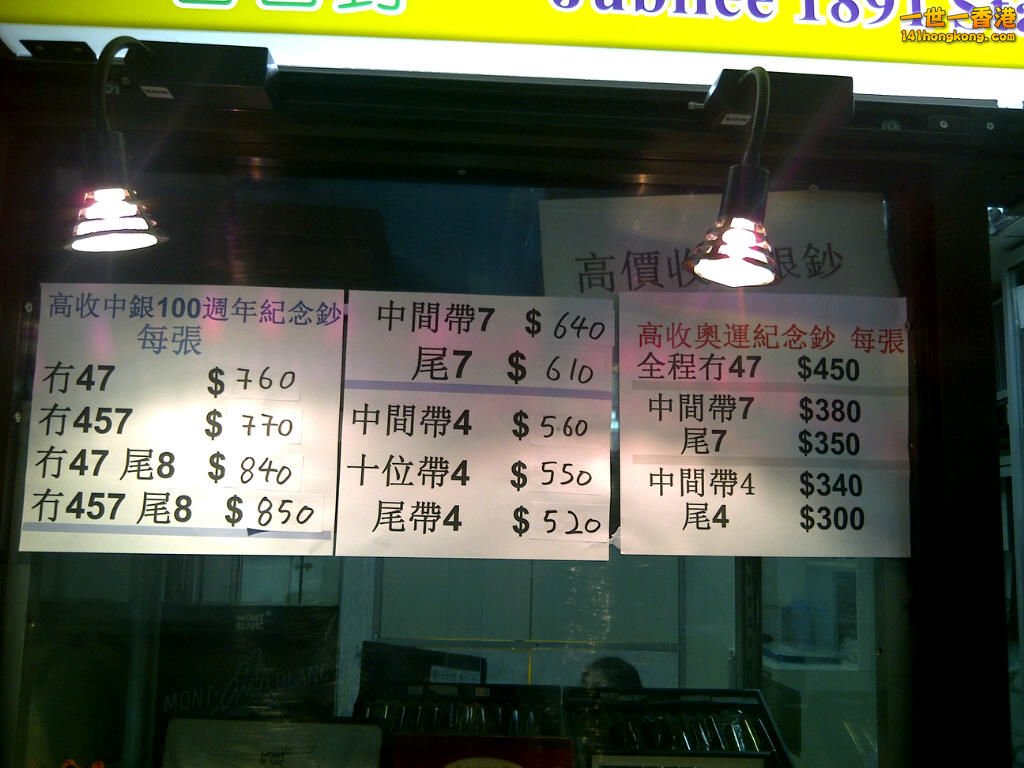 Jubilee 1891
一世一香港
141hongkong.com
高價收 銀鈔
高收中銀100週年紀念鈔
每張
冇47 $760
冇457 $770
冇47 尾8 $840
冇457 尾8 $850
中間帶7 $640
尾7 $610
中間帶4 $560
十位帶4 $550
尾帶4 $520
高收奧運紀念鈔 每張
全程冇47 $450
中間帶7 $380
尾7 $350
中間帶4 $340
尾4 $300
MONT
BLANC
MONT BLANC
MONT
BLANC